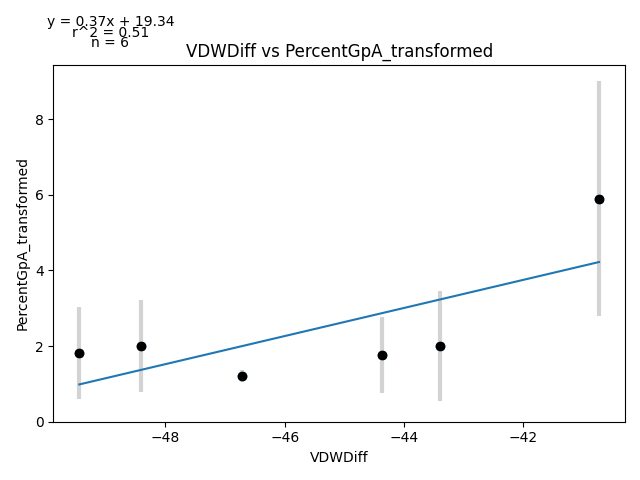 y = 0.37x + 19.34
r^2 = 0.51
n = 6
VDWDiff vs PercentGpA_transformed
PercentGpA_transformed
8
6
4
2
0
−48
−46
−44
−42
VDWDiff